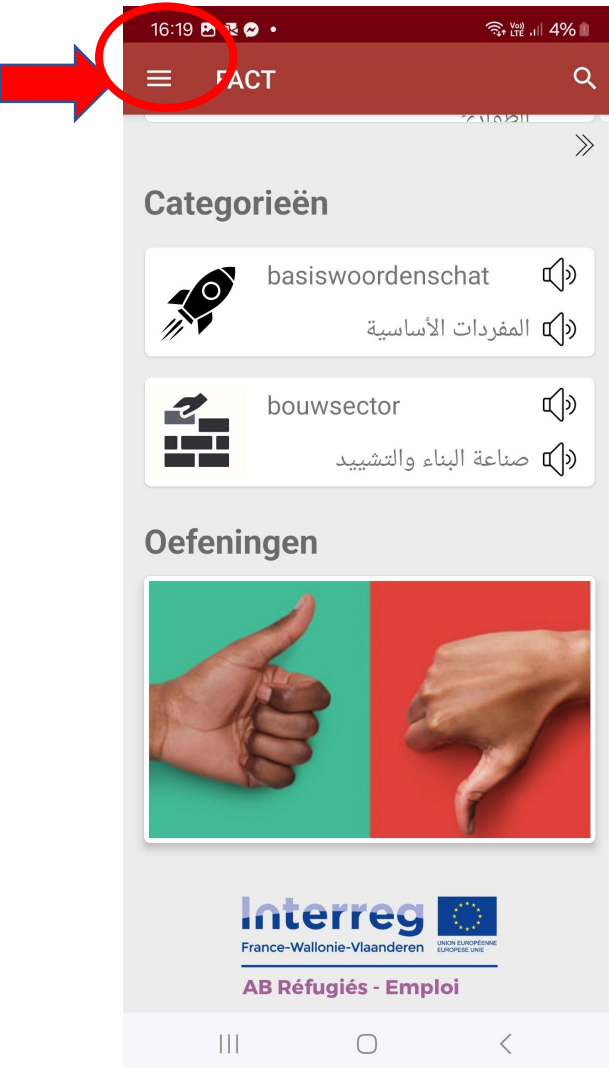 16:19
4%
FACT
Categorieën
basiswoordenschat
المفردات الأساسية
bouwsector
صناعة البناء والتشييد
Oefeningen
Interreg
France-Wallonie-Vlaanderen
UNION EUROPÉENNE
EUROPESE UNIE
AB Réfugiés - Emploi